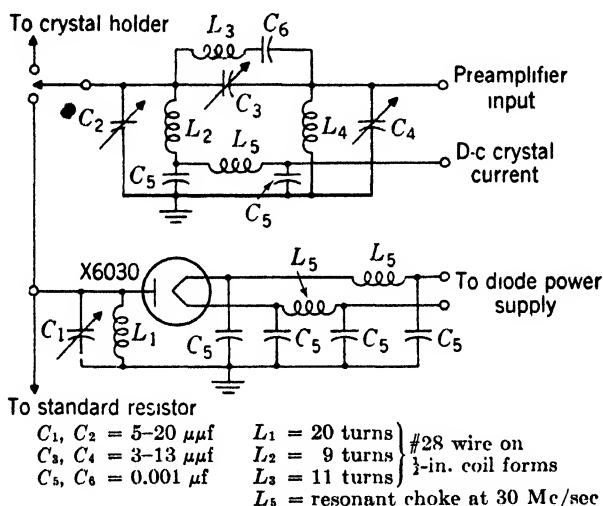 To crystal holder
L₃ C₆
C₂ C₃ Preamplifier input
L₂ L₄ C₄
L₅
C₅ D-c crystal current
C₅
X6030
L₅ L₅
C₁ L₁ To diode power supply
C₅ C₅ C₅ C₅
To standard resistor
C₁, C₂ = 5–20 μμf L₁ = 20 turns
C₃, C₄ = 3–13 μμf L₂ = 9 turns #28 wire on
C₅, C₆ = 0.001 μf L₃ = 11 turns ½-in. coil forms
L₅ = resonant choke at 30 Mc/sec